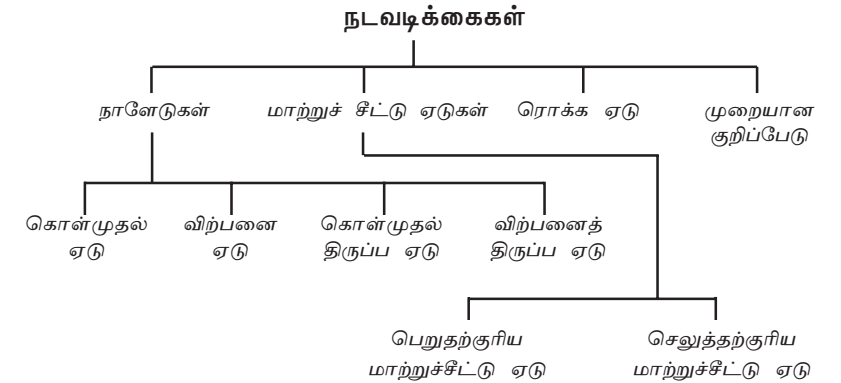 நடவடிக்கைகள்
நாளேடுகள் மாற்றுச் சீட்டு ஏடுகள் ரொக்க ஏடு முறையான
குறிப்பேடு
கொள்முதல் விற்பனை கொள்முதல் விற்பனைத்
ஏடு ஏடு திருப்ப ஏடு திருப்ப ஏடு
பெறுதற்குரிய செலுத்தற்குரிய
மாற்றுச்சீட்டு ஏடு மாற்றுச்சீட்டு ஏடு